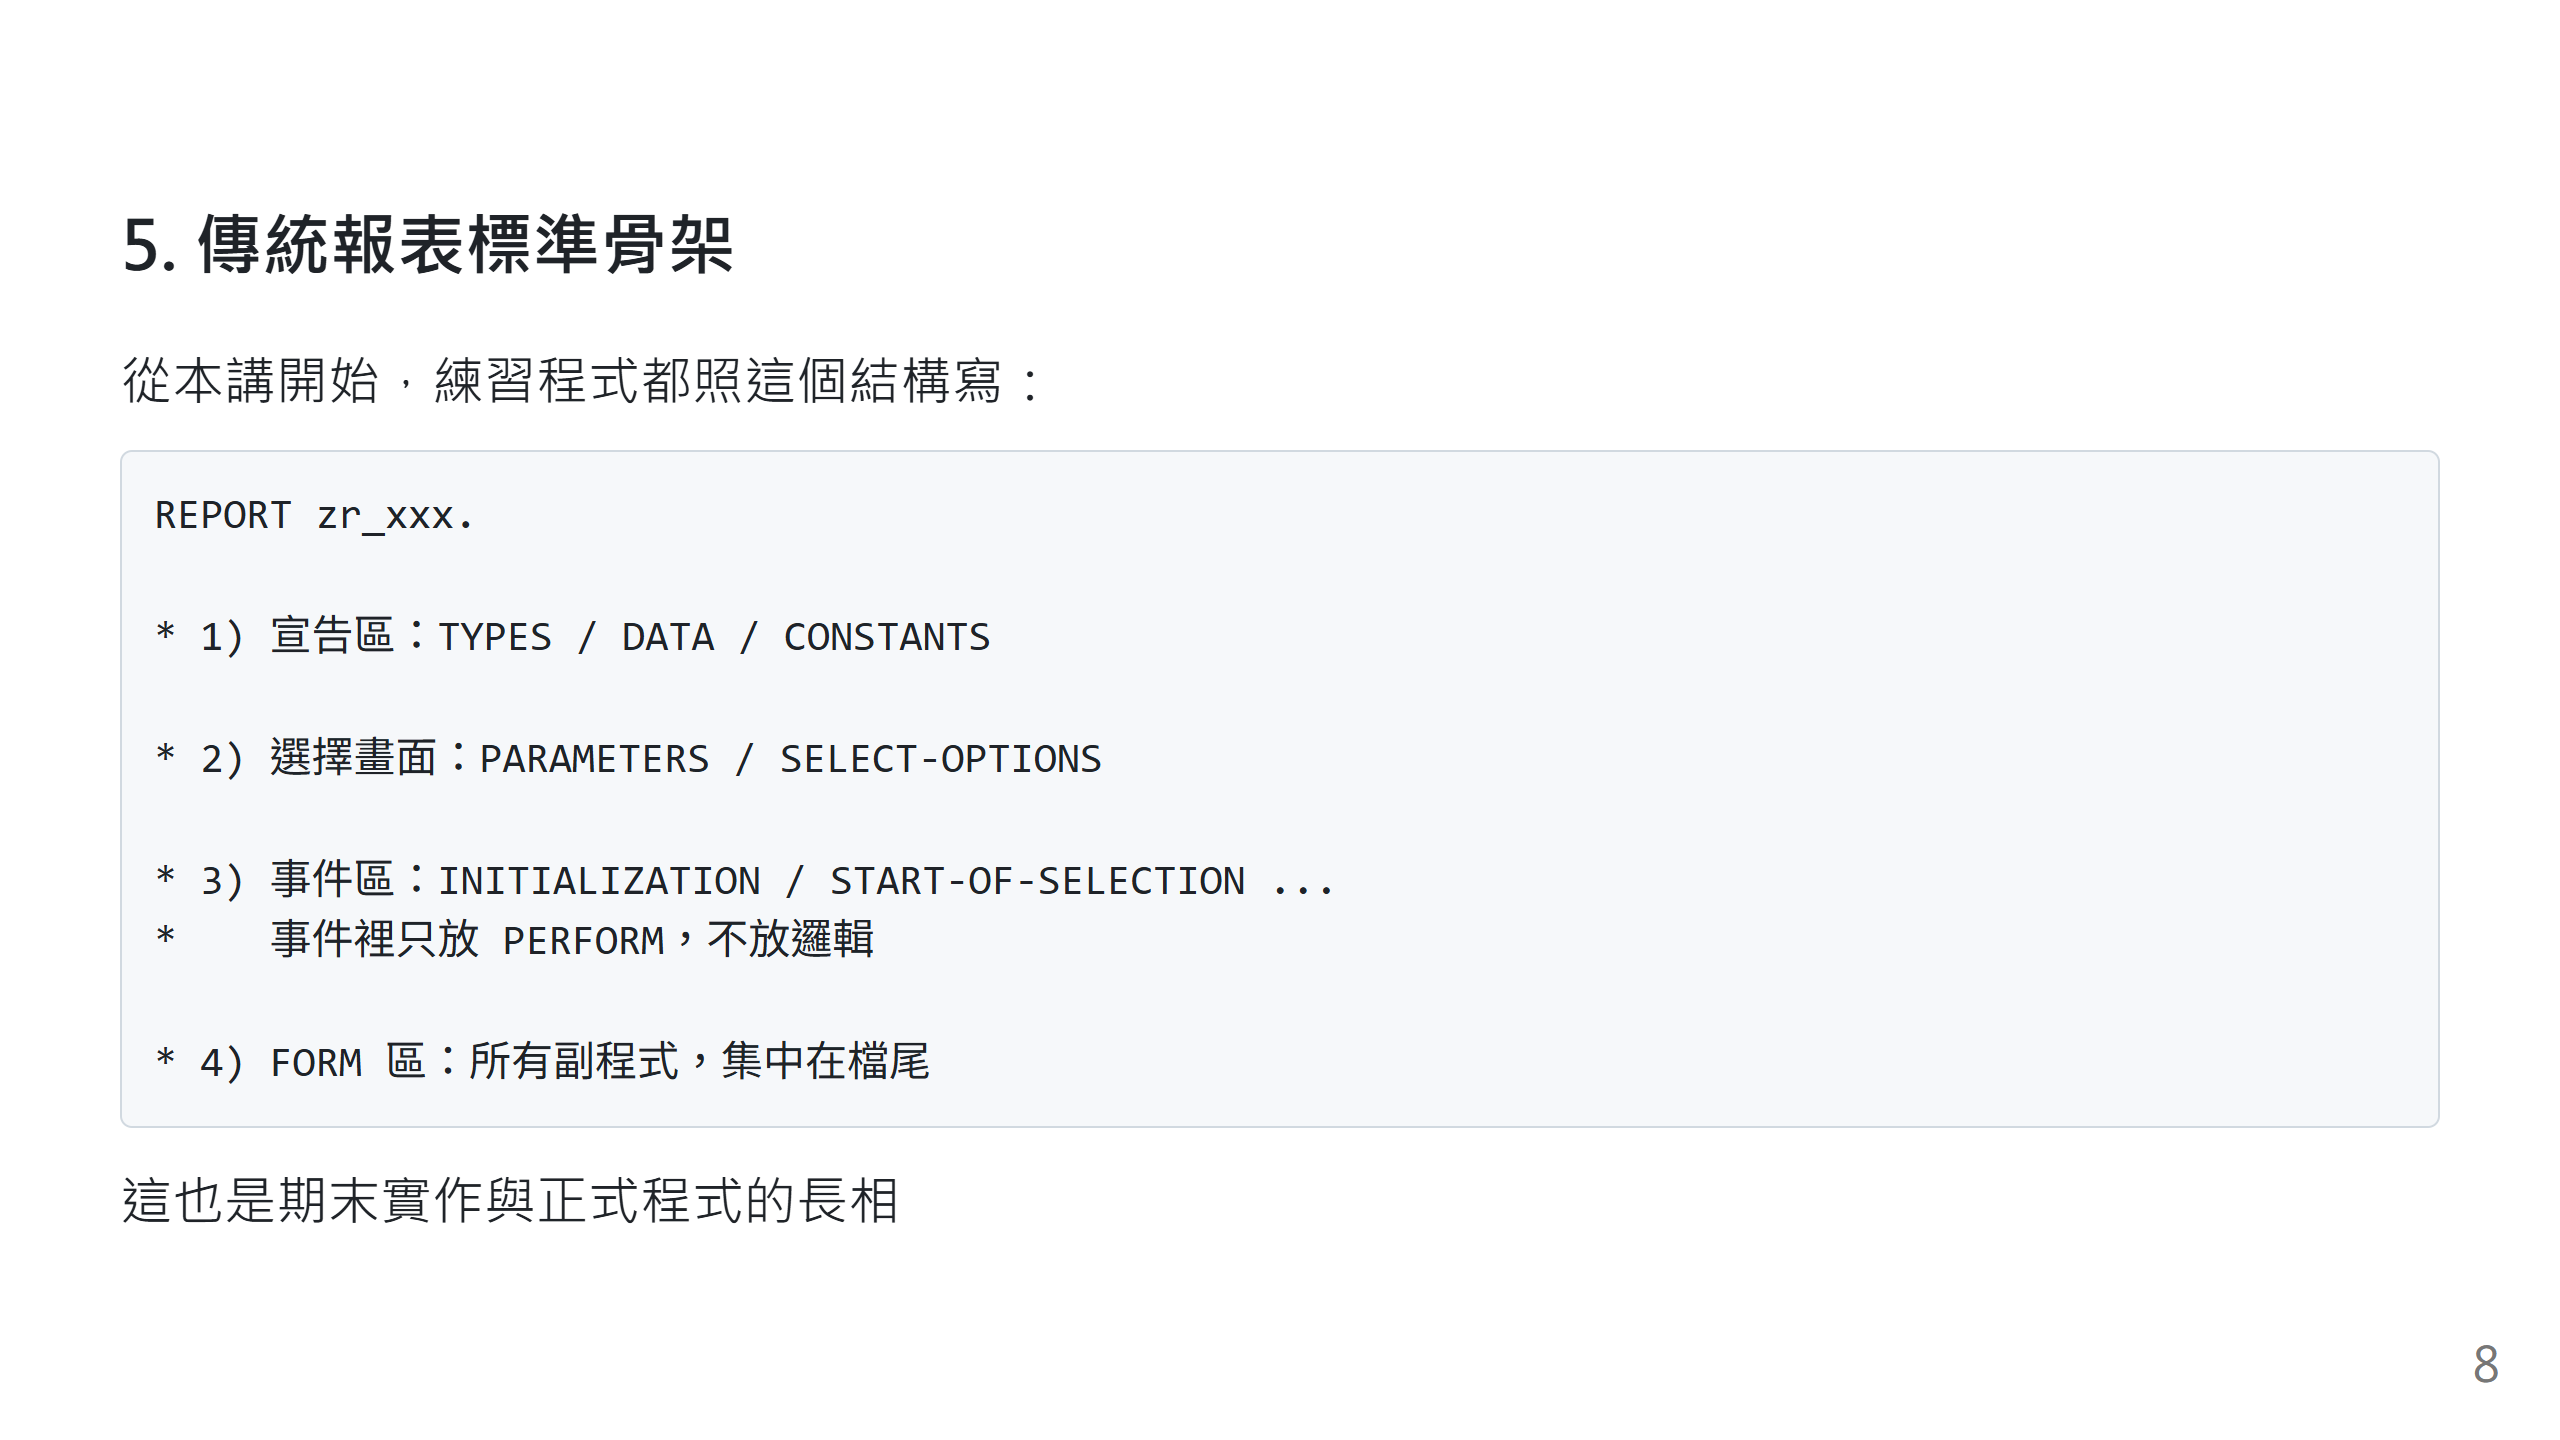 5. 傳統報表標準骨架
從本講開始，練習程式都照這個結構寫：
REPORT zr_xxx.
* 1) 宣告區：TYPES / DATA / CONSTANTS
* 2) 選擇畫面：PARAMETERS / SELECT-OPTIONS
* 3) 事件區：INITIALIZATION / START-OF-SELECTION ...
*    事件裡只放 PERFORM，不放邏輯
* 4) FORM 區：所有副程式，集中在檔尾
這也是期末實作與正式程式的長相
8